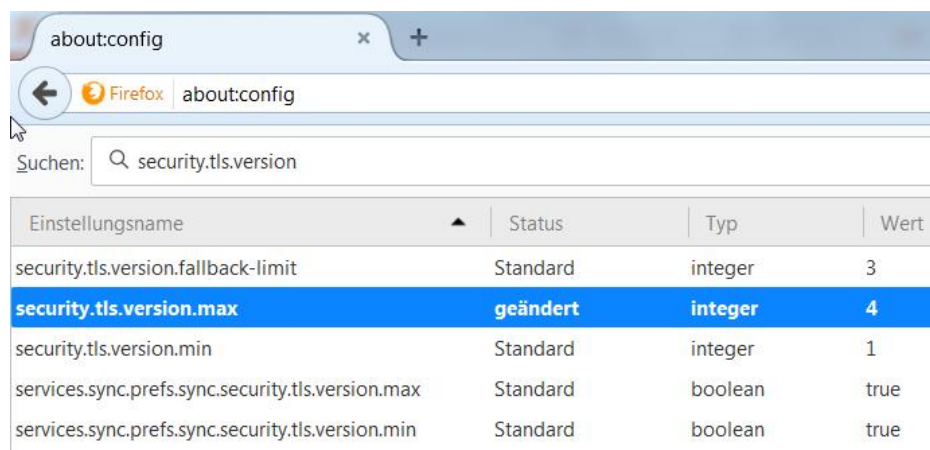 about:config × +
Firefox about:config
Suchen: security.tls.version
Einstellungsname Status Typ Wert
security.tls.version.fallback-limit Standard integer 3
security.tls.version.max geändert integer 4
security.tls.version.min Standard integer 1
services.sync.prefs.sync.security.tls.version.max Standard boolean true
services.sync.prefs.sync.security.tls.version.min Standard boolean true